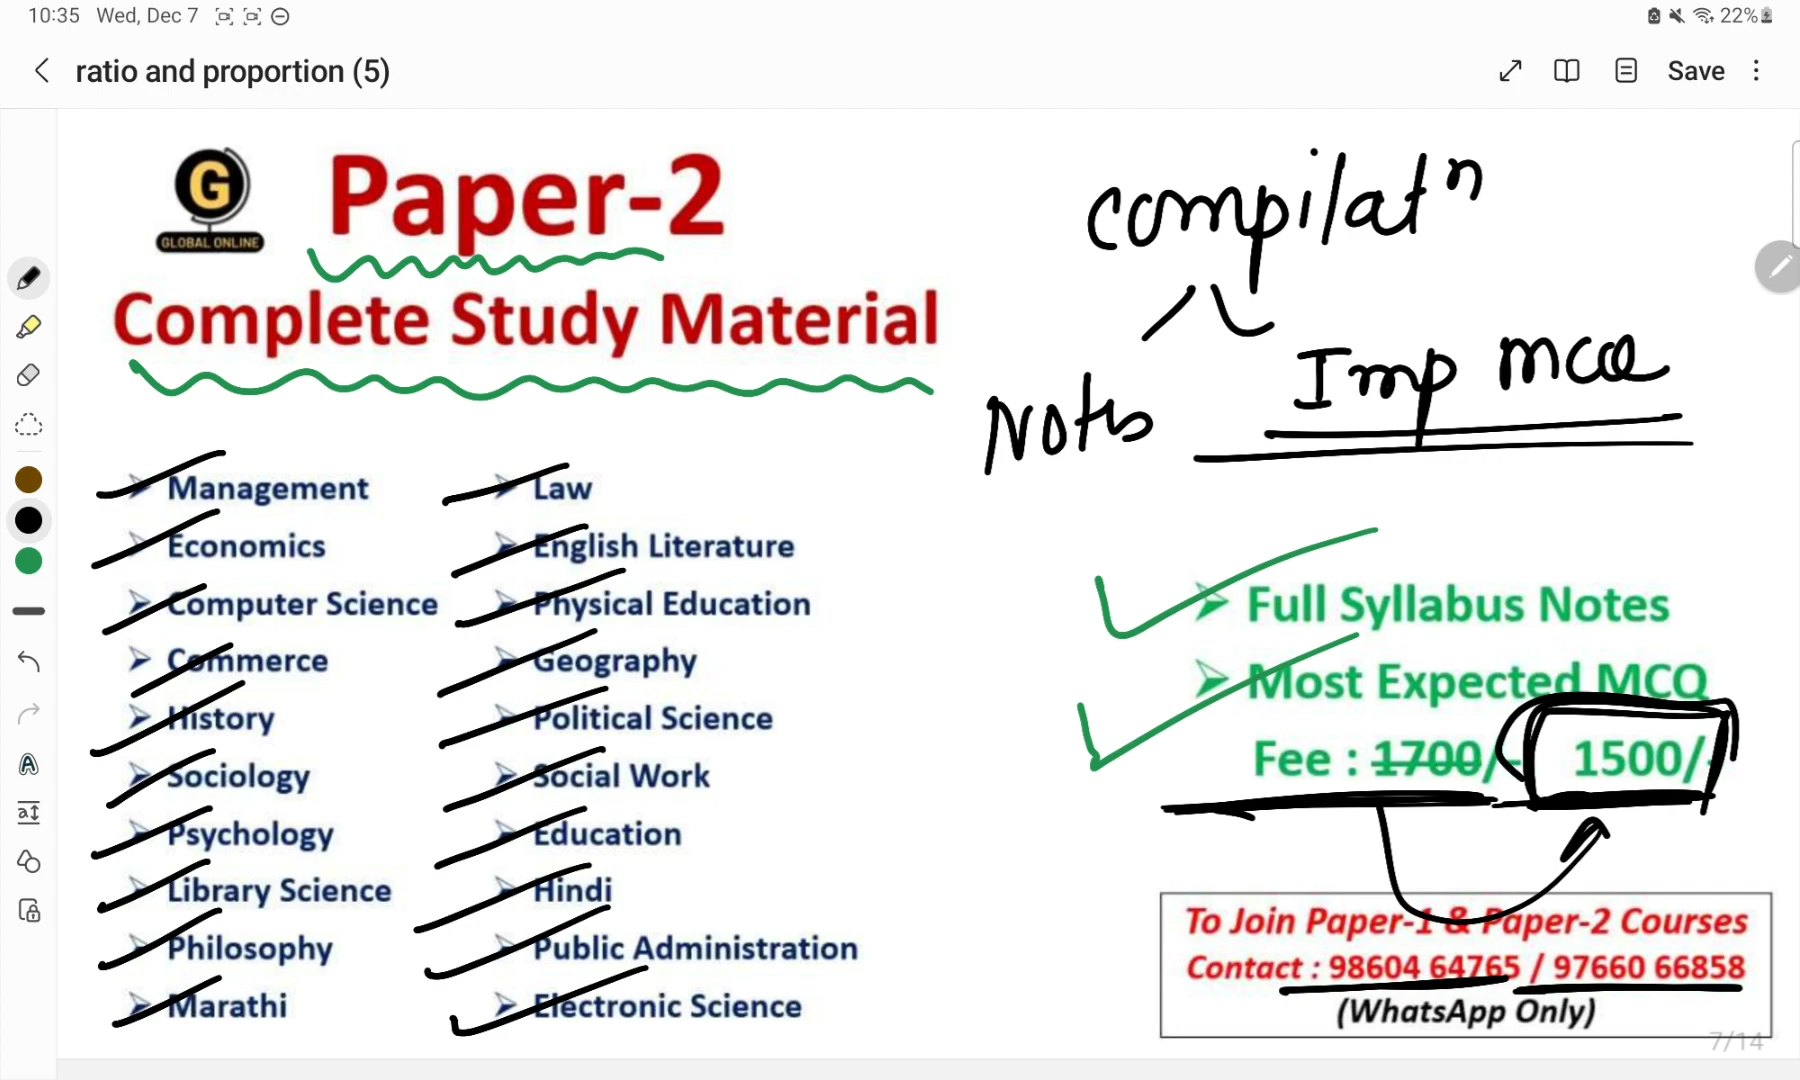 10:35 Wed, Dec 7 22%
ratio and proportion (5) Save
G
GLOBAL ONLINE
Paper-2
Complete Study Material
Management
Economics
Computer Science
Commerce
History
Sociology
Psychology
Library Science
Philosophy
Marathi
Law
English Literature
Physical Education
Geography
Political Science
Social Work
Education
Hindi
Public Administration
Electronic Science
compilatn
Notes
Imp MCQ
Full Syllabus Notes
Most Expected MCQ
Fee : 1700/- 1500/-
To Join Paper-1 & Paper-2 Courses
Contact : 98604 64765 / 97660 66858
(WhatsApp Only)
7/14